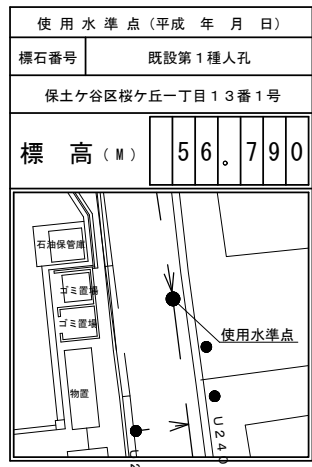 使用水準点(平成 年 月 日)
標石番号 既設第1種人孔
保土ケ谷区桜ケ丘一丁目13番1号
標高(M) 56.790
石油保管庫
ゴミ置場
ゴミ置場
使用水準点
物置
U240